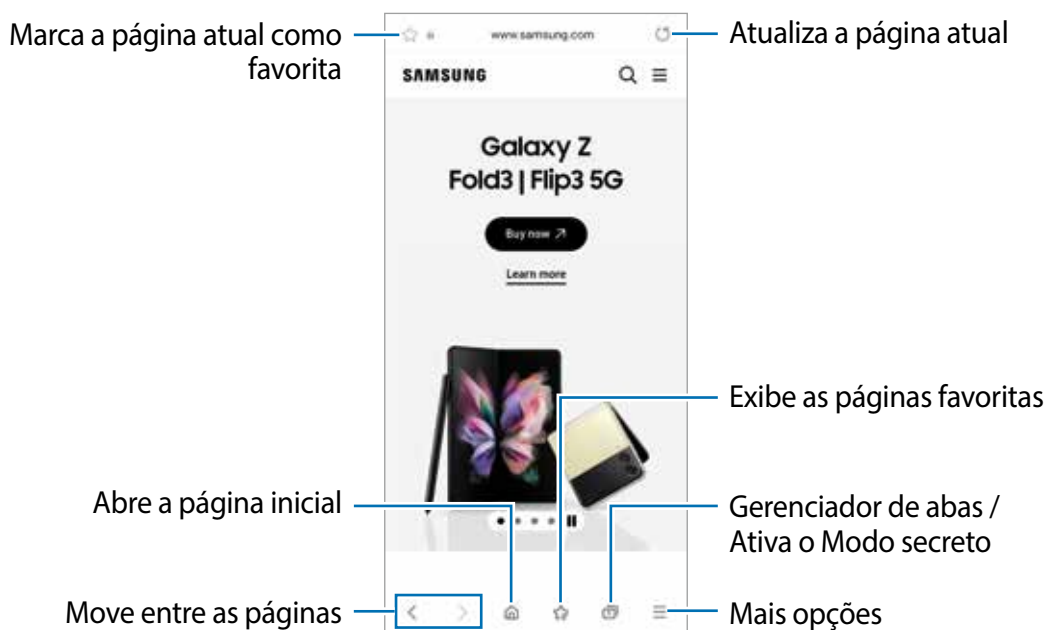 Marca a página atual como
favorita
www.samsung.com
Atualiza a página atual
SAMSUNG
Galaxy Z
Fold3 | Flip3 5G
Buy now
Learn more
Exibe as páginas favoritas
Abre a página inicial
Gerenciador de abas /
Ativa o Modo secreto
Move entre as páginas
Mais opções